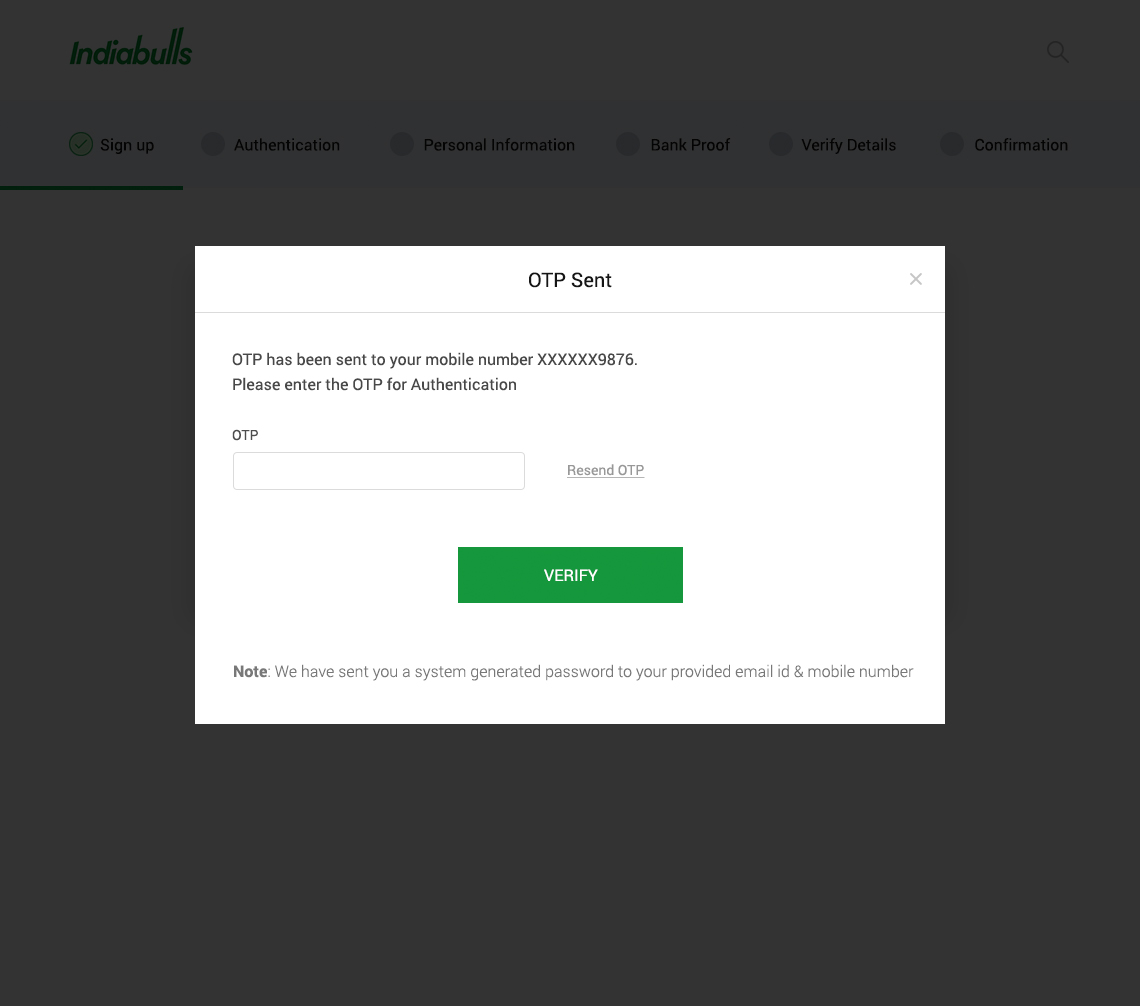 Indiabulls
Sign up Authentication Personal Information Bank Proof Verify Details Confirmation
OTP Sent
OTP has been sent to your mobile number XXXXXX9876.
Please enter the OTP for Authentication
OTP
Resend OTP
VERIFY
Note: We have sent you a system generated password to your provided email id & mobile number